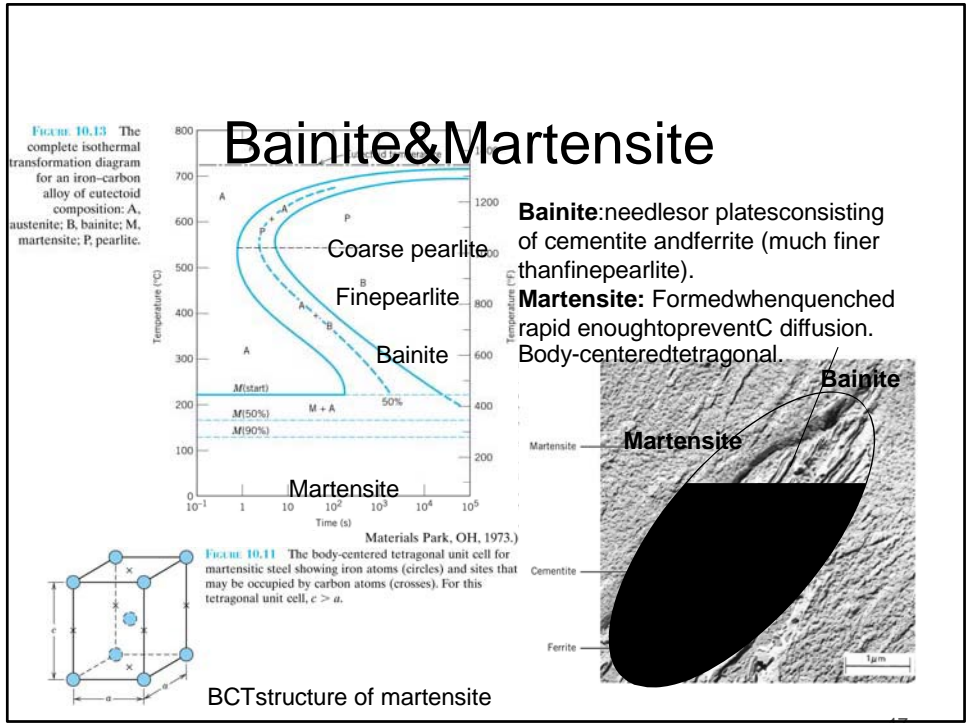 Bainite&Martensite
FIGURE 10.13 The
complete isothermal
transformation diagram
for an iron–carbon
alloy of eutectoid
composition: A,
austenite; B, bainite; M,
martensite; P, pearlite.
800
700
600
500
400
300
200
100
0
Temperature (°C)
Eutectoid temperature
A
A
A
P
A
+
P
B
A
+
B
Coarse pearlite
Finepearlite
Bainite
M(start)
M + A
50%
M(50%)
M(90%)
Martensite
1200
1000
800
600
400
200
Temperature (°F)
10⁻¹ 1 10 10² 10³ 10⁴ 10⁵
Time (s)
Bainite:needlesor platesconsisting
of cementite andferrite (much finer
thanfinepearlite).
Martensite: Formedwhenquenched
rapid enoughtopreventC diffusion.
Body-centeredtetragonal.
Bainite
Martensite
Martensite
Cementite
Ferrite
1μm
Materials Park, OH, 1973.)
FIGURE 10.11 The body-centered tetragonal unit cell for
martensitic steel showing iron atoms (circles) and sites that
may be occupied by carbon atoms (crosses). For this
tetragonal unit cell, c > a.
c
a
a
BCTstructure of martensite